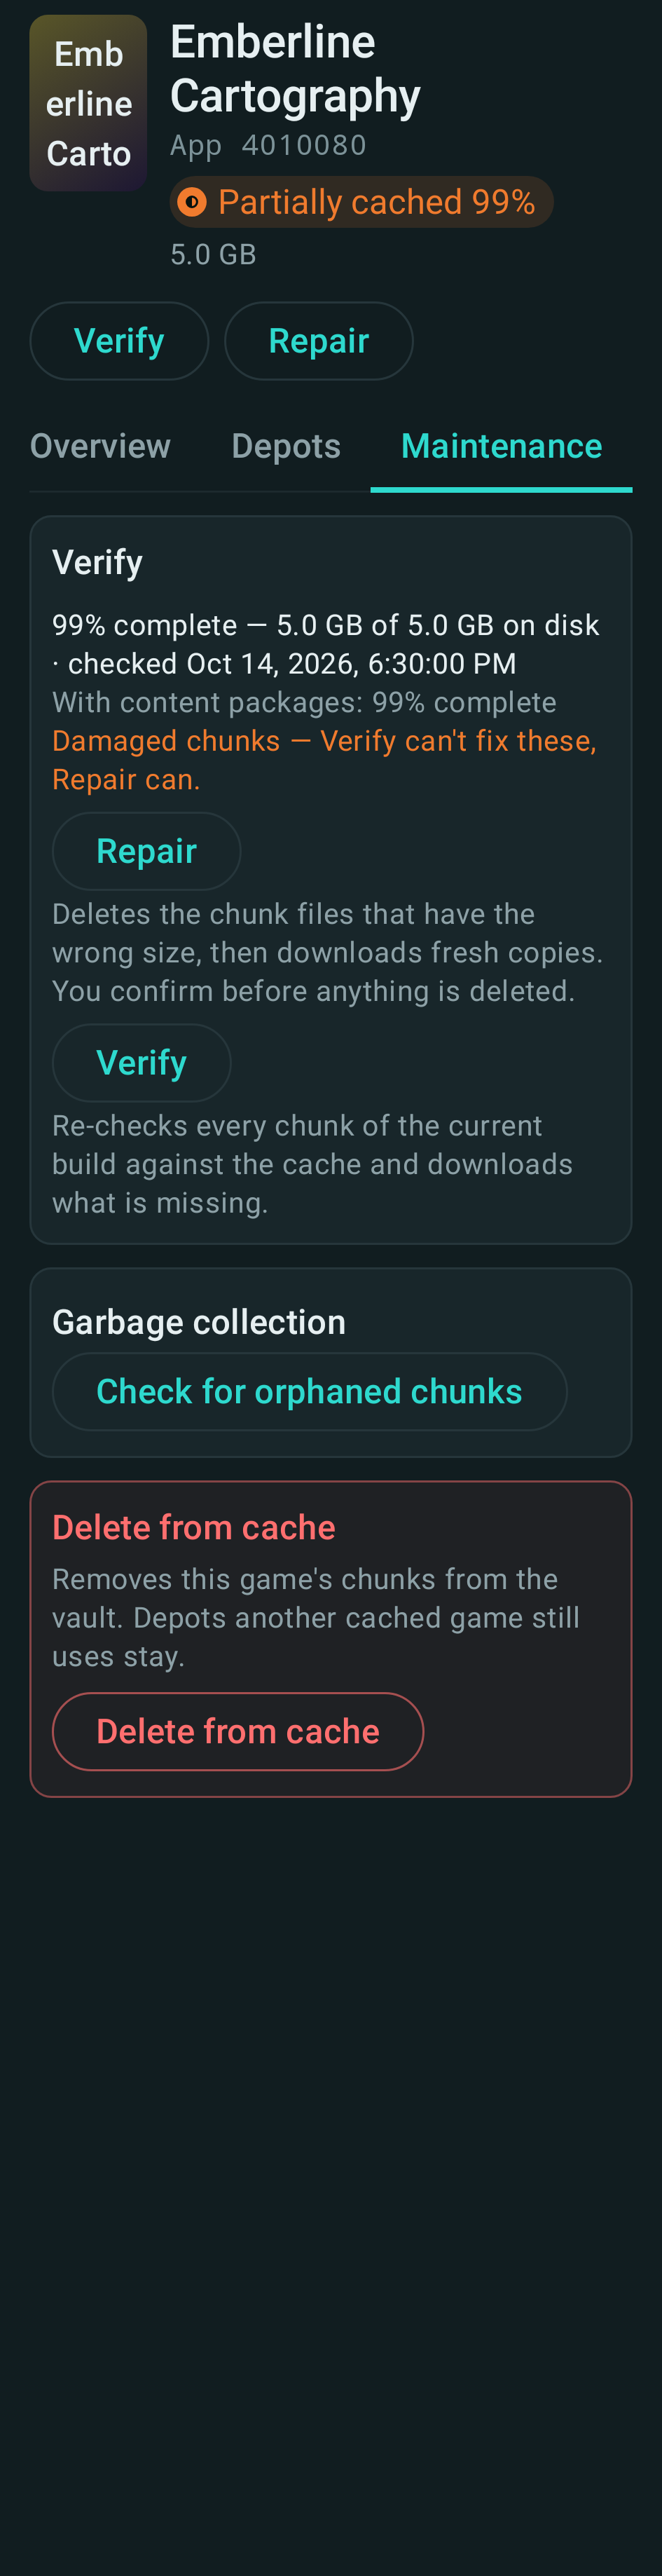 Emb
erline
Carto
Emberline
Cartography
App 4010080
Partially cached 99%
5.0 GB
Verify
Repair
Overview
Depots
Maintenance
Verify
99% complete — 5.0 GB of 5.0 GB on disk
· checked Oct 14, 2026, 6:30:00 PM
With content packages: 99% complete
Damaged chunks — Verify can't fix these,
Repair can.
Repair
Deletes the chunk files that have the
wrong size, then downloads fresh copies.
You confirm before anything is deleted.
Verify
Re-checks every chunk of the current
build against the cache and downloads
what is missing.
Garbage collection
Check for orphaned chunks
Delete from cache
Removes this game's chunks from the
vault. Depots another cached game still
uses stay.
Delete from cache